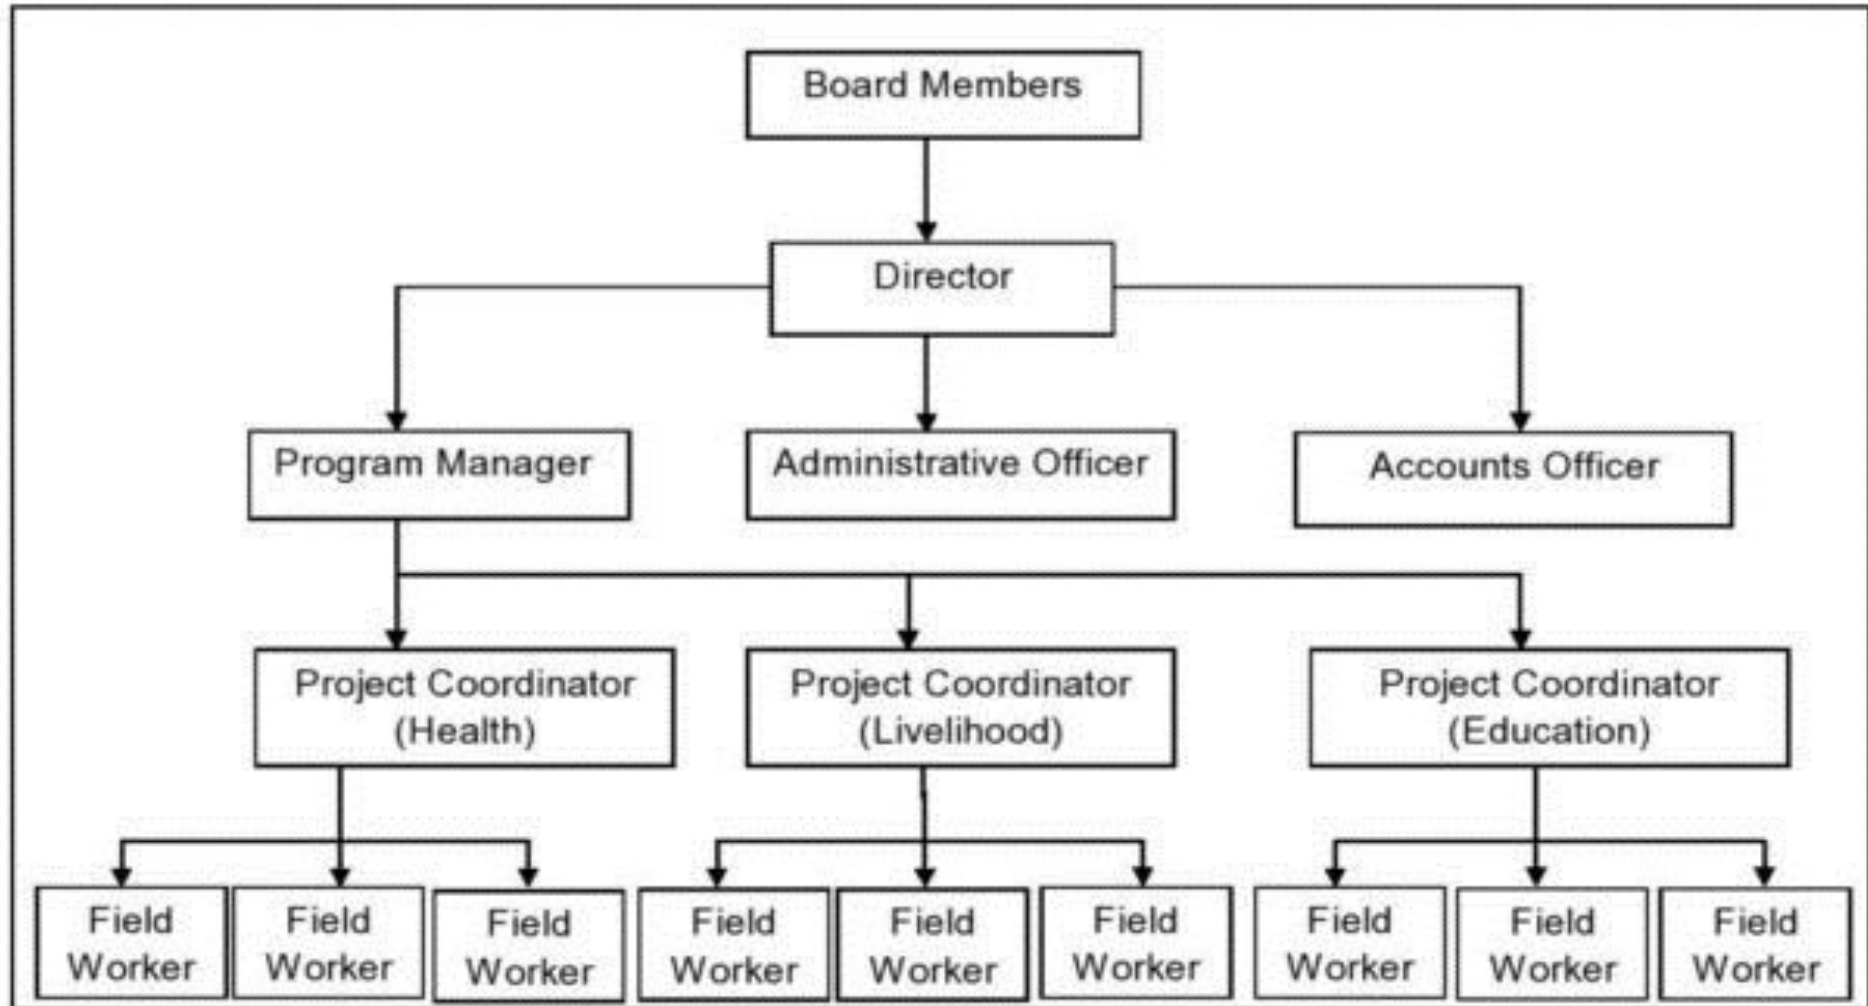 Board Members
Director
Program Manager
Administrative Officer
Accounts Officer
Project Coordinator
(Health)
Project Coordinator
(Livelihood)
Project Coordinator
(Education)
Field
Worker
Field
Worker
Field
Worker
Field
Worker
Field
Worker
Field
Worker
Field
Worker
Field
Worker
Field
Worker